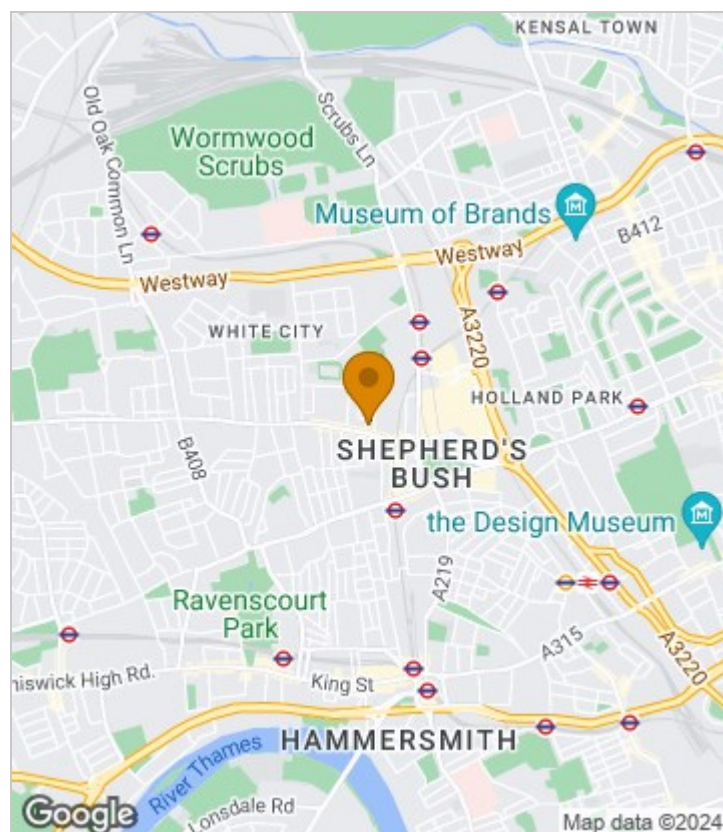 KENSAL TOWN
Old Oak Common Ln
Scrubs Ln
Wormwood
Scrubs
Museum of Brands
B412
Westway
Westway
A3220
WHITE CITY
HOLLAND PARK
SHEPHERD'S
BUSH
B408
the Design Museum
A219
Ravenscourt
Park
A315
A3220
hiswick High Rd.
King St
HAMMERSMITH
River Thames
Lonsdale Rd
Google
Map data ©2024